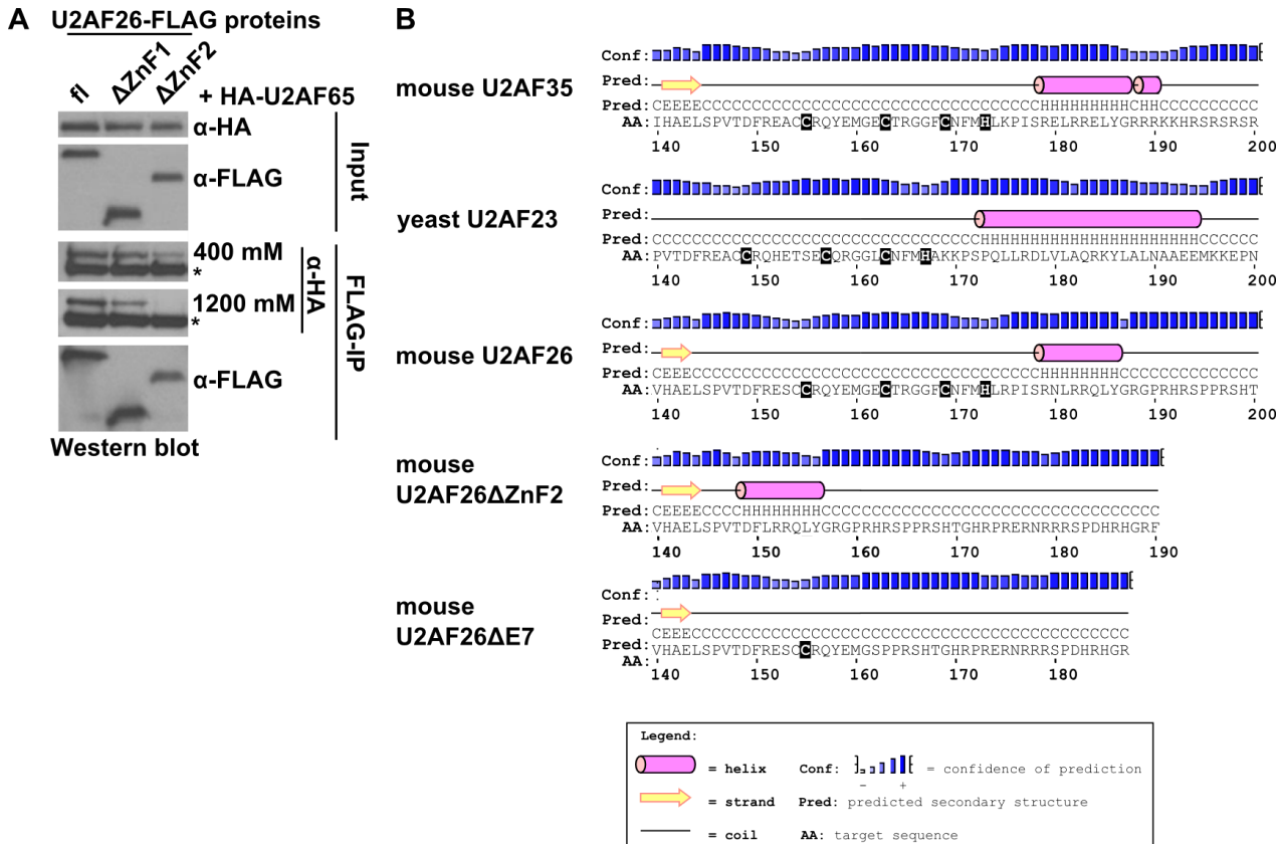 A
U2AF26-FLAG proteins
fl
ΔZnF1
ΔZnF2
+ HA-U2AF65
α-HA
α-FLAG
Input
400 mM
*
1200 mM
*
α-HA
α-FLAG
FLAG-IP
Western blot
B
mouse U2AF35
Conf:
Pred:
Pred: CEEEECCCCCCCCCCCCCCCCCCCCCCCCCCCCCCCCCHHHHHHHHHCHHCCCCCCCCCC
AA: IHAELSPVTDFREACCRQYEMGECTRGGFCNFMHLKPISRELRRELYGRRRKKHRSRSRSR
140 150 160 170 180 190 200
yeast U2AF23
Conf:
Pred:
Pred: CCCCCCCCCCCCCCCCCCCCCCCCCCCCCCCCCHHHHHHHHHHHHHHHHHHHHHHCCCCCC
AA: PVTDFREACCRQHETSECQRGGLCNFMHAKKPSPQLLRDLVLAQRKYLALNAAEEMKKEPN
140 150 160 170 180 190 200
mouse U2AF26
Conf:
Pred:
Pred: CEEECCCCCCCCCCCCCCCCCCCCCCCCCCCCCCCCCCHHHHHHHHHCCCCCCCCCCCCCC
AA: VHAELSPVTDFRESCCRQYEMGECTRGGFCNFMHLRPISRNLRRQLYGRGPRHRSPPRSHT
140 150 160 170 180 190 200
mouse
U2AF26ΔZnF2
Conf:
Pred:
Pred: CEEEECCCCHHHHHHHHCCCCCCCCCCCCCCCCCCCCCCCCCCCCCCCCCC
AA: VHAELSPVTDFLRRQLYGRGPRHRSPPRSHTGHRPRERNRRRSPDHRHGRF
140 150 160 170 180 190
mouse
U2AF26ΔE7
Conf:
Pred:
Pred: CEEECCCCCCCCCCCCCCCCCCCCCCCCCCCCCCCCCCCCCCCCCCCC
AA: VHAELSPVTDFRESCCRQYEMGSPPRSHTGHRPRERNRRRSPDHRHGR
140 150 160 170 180
Legend:
= helix Conf: - + = confidence of prediction
= strand Pred: predicted secondary structure
= coil AA: target sequence